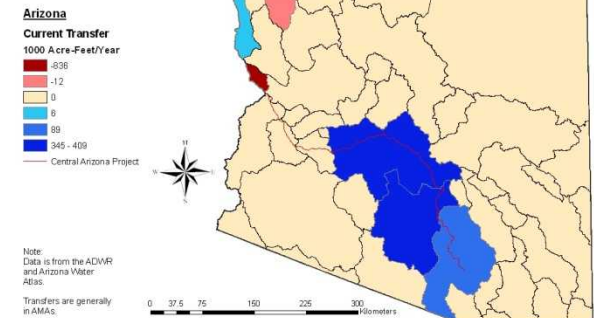 Arizona
Current Transfer
1000 Acre-Feet/Year
-836
-12
0
6
89
345 - 409
Central Arizona Project
N
W
E
S
Note:
Data is from the ADWR
and Arizona Water
Atlas.
Transfers are generally
in AMAs.
0 37.5 75 150 225 300
Kilometers